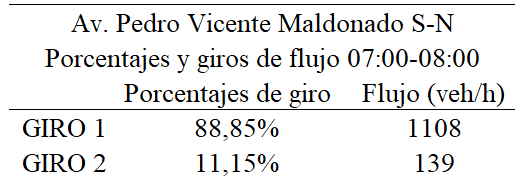 Av. Pedro Vicente Maldonado S-N
Porcentajes y giros de flujo 07:00-08:00
Porcentajes de giro Flujo (veh/h)
GIRO 1 88,85% 1108
GIRO 2 11,15% 139